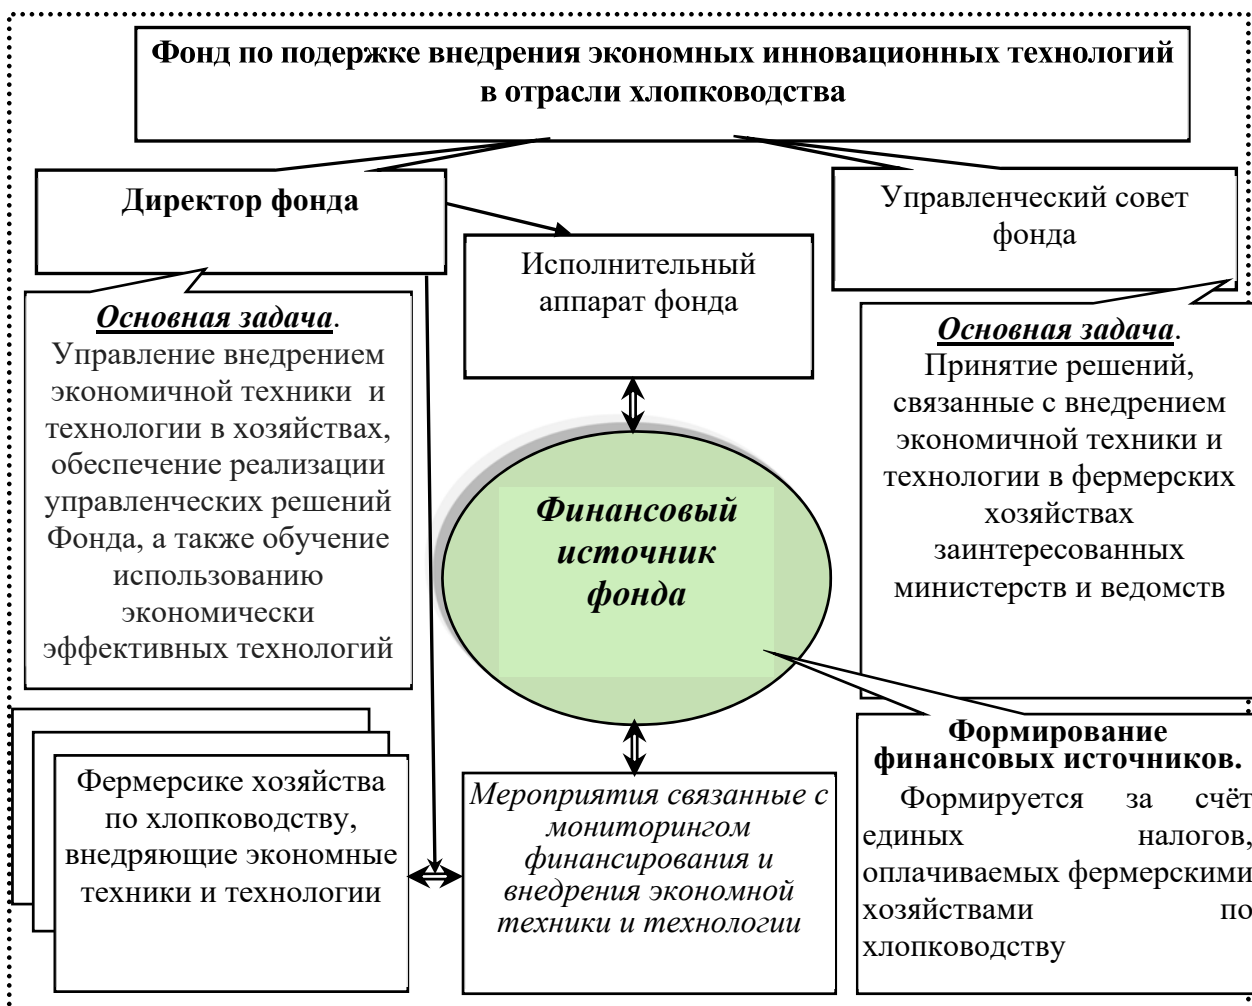 Фонд по подержке внедрения экономных инновационных технологий
в отрасли хлопководства
Директор фонда
Управленческий совет
фонда
Исполнительный
аппарат фонда
Основная задача.
Управление внедрением
экономичной техники и
технологии в хозяйствах,
обеспечение реализации
управленческих решений
Фонда, а также обучение
использованию
экономически
эффективных технологий
Основная задача.
Принятие решений,
связанные с внедрением
экономичной техники и
технологии в фермерских
хозяйствах
заинтересованных
министерств и ведомств
Финансовый
источник
фонда
Фермерсике хозяйства
по хлопководству,
внедряющие экономные
техники и технологии
Мероприятия связанные с
мониторингом
финансирования и
внедрения экономной
техники и технологии
Формирование
финансовых источников.
Формируется за счёт
единых налогов,
оплачиваемых фермерскими
хозяйствами по
хлопководству